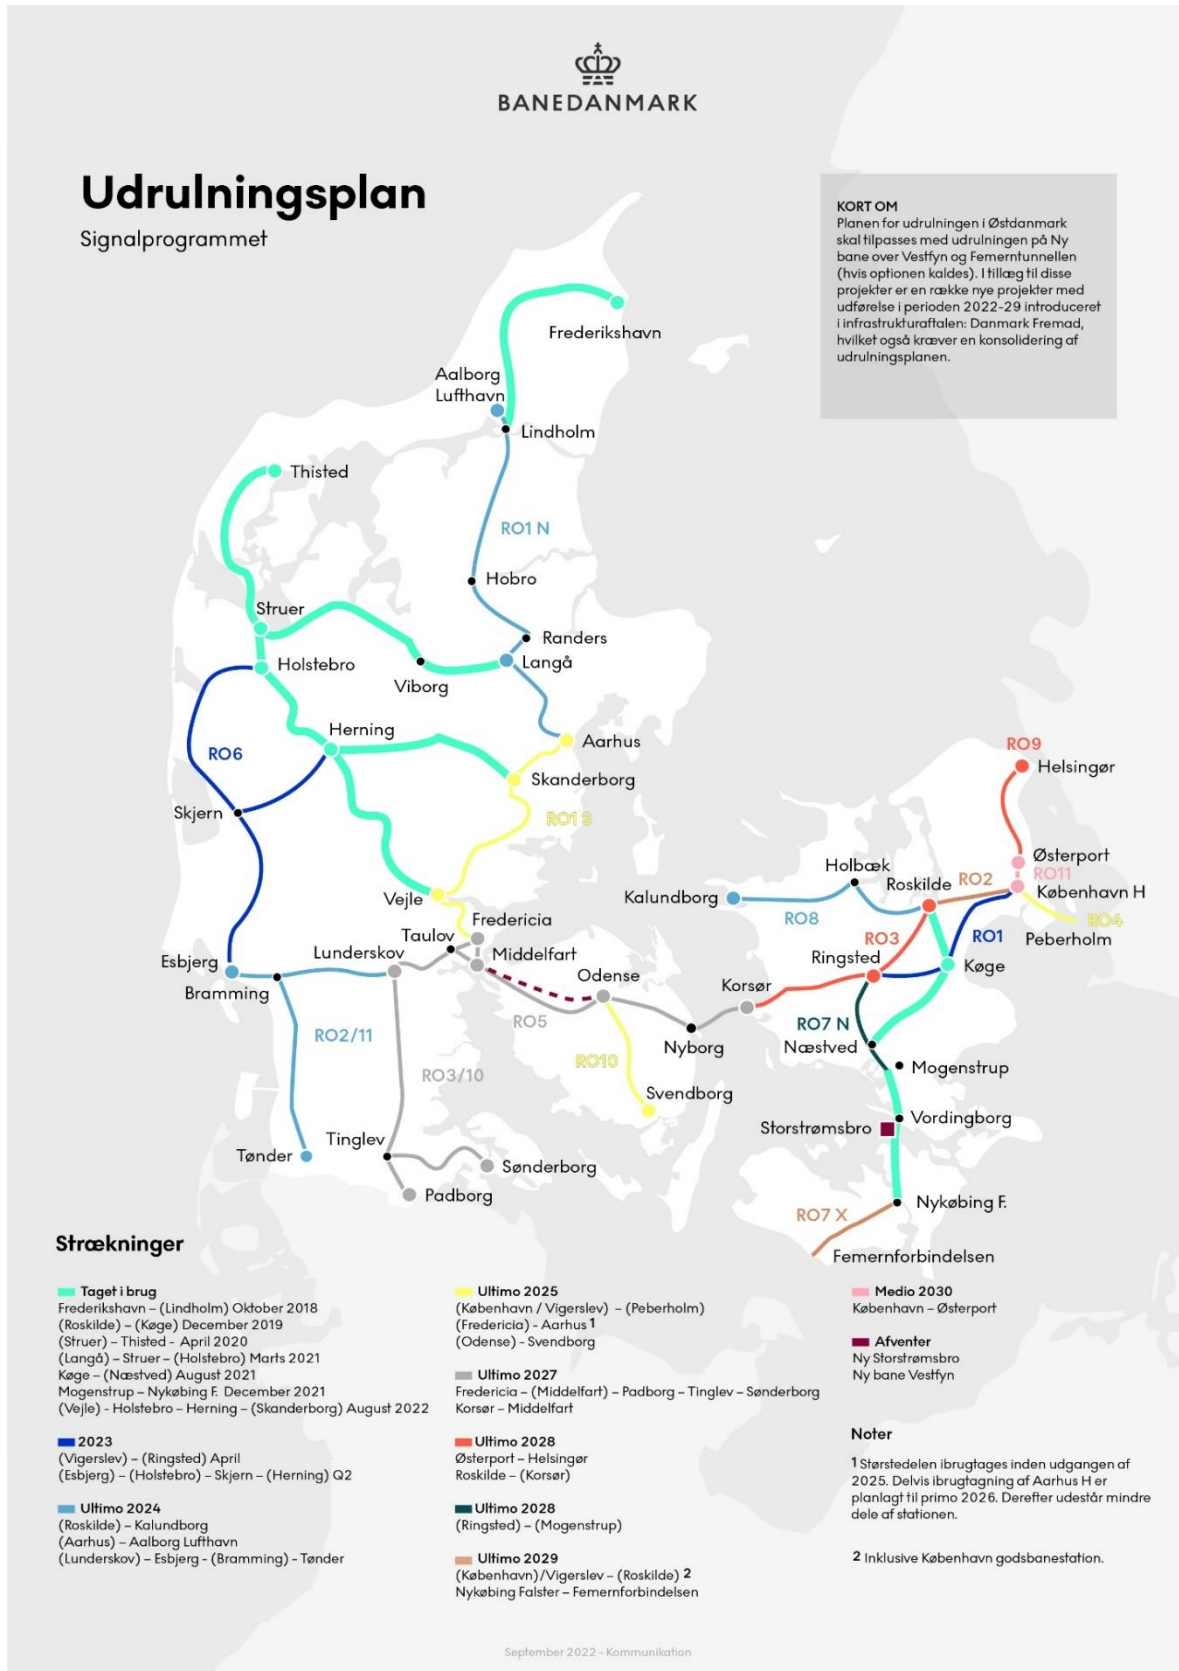 BANEDANMARK
Udrulningsplan
Signalprogrammet
KORT OM
Planen for udrulningen i Østdanmark
skal tilpasses med udrulningen på Ny
bane over Vestfyn og Femerntunnellen
(hvis optionen kaldes). I tillæg til disse
projekter er en række nye projekter med
udførelse i perioden 2022-29 introduceret
i infrastrukturaftalen: Danmark Fremad,
hvilket også kræver en konsolidering af
udrulningsplanen.
Frederikshavn
Aalborg
Lufthavn
Lindholm
Thisted
RO1 N
Hobro
Struer
Randers
Holstebro
Langå
Viborg
Herning
Aarhus
RO6
Skanderborg
RO9
Helsingør
Skjern
RO1 S
Østerport
Holbæk
RO11
Roskilde
RO2
København H
Vejle
Kalundborg
Fredericia
RO8
RO4
Taulov
RO3
RO1
Peberholm
Lunderskov
Middelfart
Ringsted
Esbjerg
Køge
Odense
Korsør
Bramming
RO5
RO7 N
RO2/11
Nyborg
Næstved
RO10
Mogenstrup
RO3/10
Svendborg
Vordingborg
Storstrømsbro
Tinglev
Tønder
Sønderborg
Padborg
Nykøbing F.
RO7 X
Femernforbindelsen
Strækninger
Taget i brug
Frederikshavn – (Lindholm) Oktober 2018
(Roskilde) – (Køge) December 2019
(Struer) – Thisted - April 2020
(Langå) – Struer – (Holstebro) Marts 2021
Køge – (Næstved) August 2021
Mogenstrup – Nykøbing F. December 2021
(Vejle) - Holstebro – Herning – (Skanderborg) August 2022
2023
(Vigerslev) – (Ringsted) April
(Esbjerg) – (Holstebro) – Skjern – (Herning) Q2
Ultimo 2024
(Roskilde) – Kalundborg
(Aarhus) – Aalborg Lufthavn
(Lunderskov) – Esbjerg - (Bramming) - Tønder
Ultimo 2025
(København / Vigerslev) – (Peberholm)
(Fredericia) - Aarhus 1
(Odense) - Svendborg
Ultimo 2027
Fredericia – (Middelfart) – Padborg – Tinglev – Sønderborg
Korsør – Middelfart
Ultimo 2028
Østerport – Helsingør
Roskilde – (Korsør)
Ultimo 2028
(Ringsted) – (Mogenstrup)
Ultimo 2029
(København)/Vigerslev – (Roskilde) 2
Nykøbing Falster – Femernforbindelsen
Medio 2030
København – Østerport
Afventer
Ny Storstrømsbro
Ny bane Vestfyn
Noter
1 Størstedelen ibrugtages inden udgangen af
2025. Delvis ibrugtagning af Aarhus H er
planlagt til primo 2026. Derefter udestår mindre
dele af stationen.
2 Inklusive København godsbanestation.
September 2022 - Kommunikation